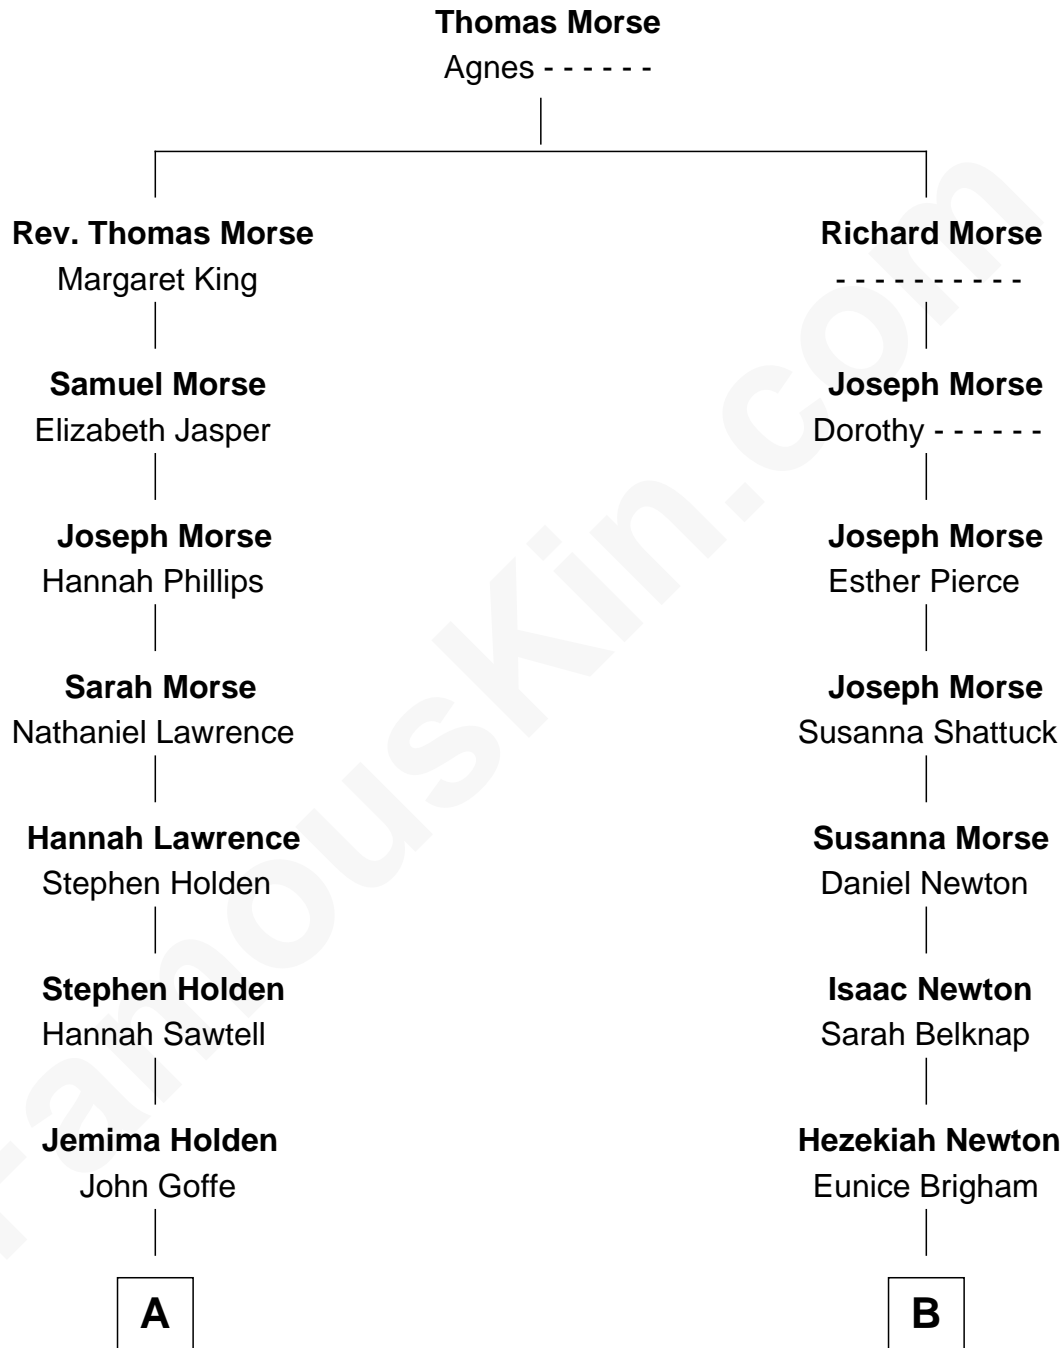 Thomas Morse
Agnes - - - - - -
Rev. Thomas Morse
Margaret King
Richard Morse
- - - - - - - - - -
Samuel Morse
Elizabeth Jasper
Joseph Morse
Dorothy - - - - - -
Joseph Morse
Hannah Phillips
Joseph Morse
Esther Pierce
Sarah Morse
Nathaniel Lawrence
Joseph Morse
Susanna Shattuck
Hannah Lawrence
Stephen Holden
Susanna Morse
Daniel Newton
Stephen Holden
Hannah Sawtell
Isaac Newton
Sarah Belknap
Jemima Holden
John Goffe
Hezekiah Newton
Eunice Brigham
A
B
FamousKin.com